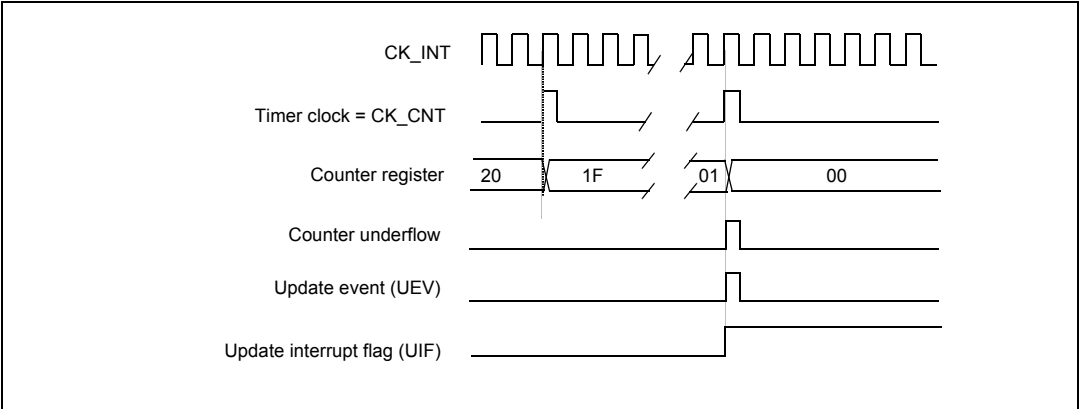 CK_INT
Timer clock = CK_CNT
Counter register 20 1F 01 00
Counter underflow
Update event (UEV)
Update interrupt flag (UIF)